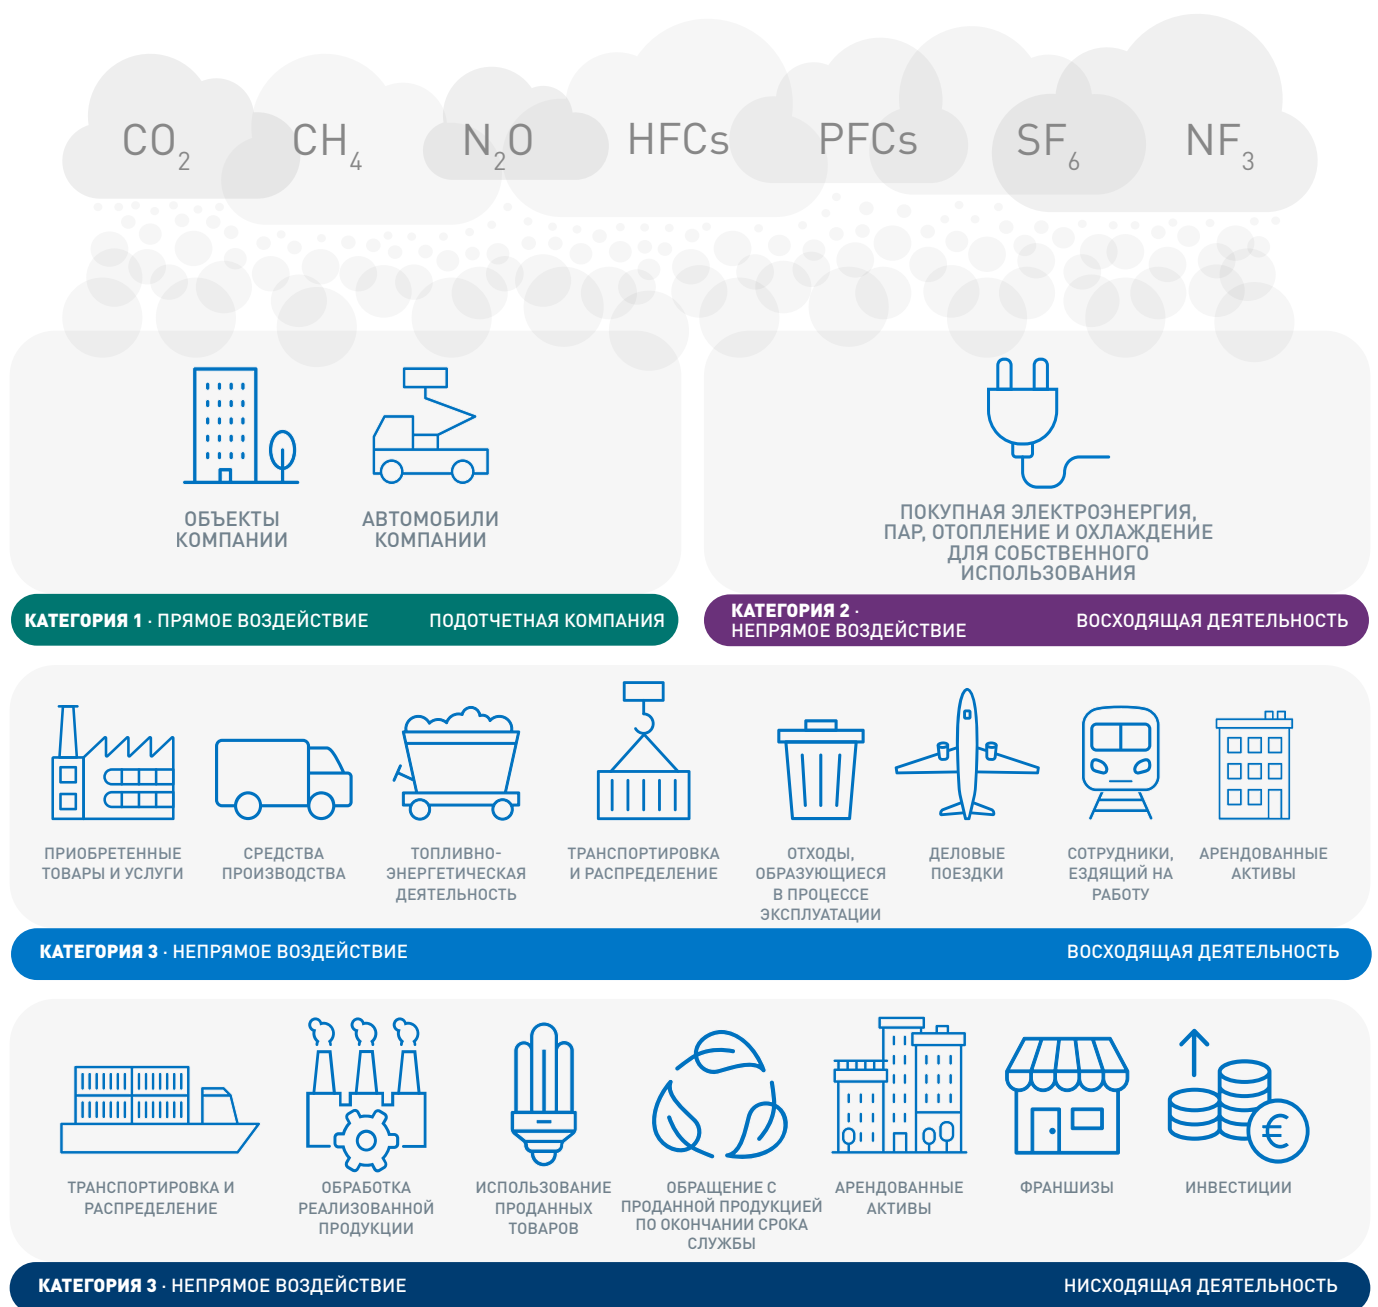 CO2
CH4
N2O
HFCs
PFCs
SF6
NF3
ОБЪЕКТЫ
КОМПАНИИ
АВТОМОБИЛИ
КОМПАНИИ
ПОКУПНАЯ ЭЛЕКТРОЭНЕРГИЯ,
ПАР, ОТОПЛЕНИЕ И ОХЛАЖДЕНИЕ
ДЛЯ СОБСТВЕННОГО
ИСПОЛЬЗОВАНИЯ
КАТЕГОРИЯ 1 · ПРЯМОЕ ВОЗДЕЙСТВИЕ
ПОДОТЧЕТНАЯ КОМПАНИЯ
КАТЕГОРИЯ 2 ·
НЕПРЯМОЕ ВОЗДЕЙСТВИЕ
ВОСХОДЯЩАЯ ДЕЯТЕЛЬНОСТЬ
ПРИОБРЕТЕННЫЕ
ТОВАРЫ И УСЛУГИ
СРЕДСТВА
ПРОИЗВОДСТВА
ТОПЛИВНО-
ЭНЕРГЕТИЧЕСКАЯ
ДЕЯТЕЛЬНОСТЬ
ТРАНСПОРТИРОВКА
И РАСПРЕДЕЛЕНИЕ
ОТХОДЫ,
ОБРАЗУЮЩИЕСЯ
В ПРОЦЕССЕ
ЭКСПЛУАТАЦИИ
ДЕЛОВЫЕ
ПОЕЗДКИ
СОТРУДНИКИ,
ЕЗДЯЩИЙ НА
РАБОТУ
АРЕНДОВАННЫЕ
АКТИВЫ
КАТЕГОРИЯ 3 · НЕПРЯМОЕ ВОЗДЕЙСТВИЕ
ВОСХОДЯЩАЯ ДЕЯТЕЛЬНОСТЬ
ТРАНСПОРТИРОВКА И
РАСПРЕДЕЛЕНИЕ
ОБРАБОТКА
РЕАЛИЗОВАННОЙ
ПРОДУКЦИИ
ИСПОЛЬЗОВАНИЕ
ПРОДАННЫХ
ТОВАРОВ
ОБРАЩЕНИЕ С
ПРОДАННОЙ ПРОДУКЦИЕЙ
ПО ОКОНЧАНИИ СРОКА
СЛУЖБЫ
АРЕНДОВАННЫЕ
АКТИВЫ
ФРАНШИЗЫ
€
ИНВЕСТИЦИИ
КАТЕГОРИЯ 3 · НЕПРЯМОЕ ВОЗДЕЙСТВИЕ
НИСХОДЯЩАЯ ДЕЯТЕЛЬНОСТЬ